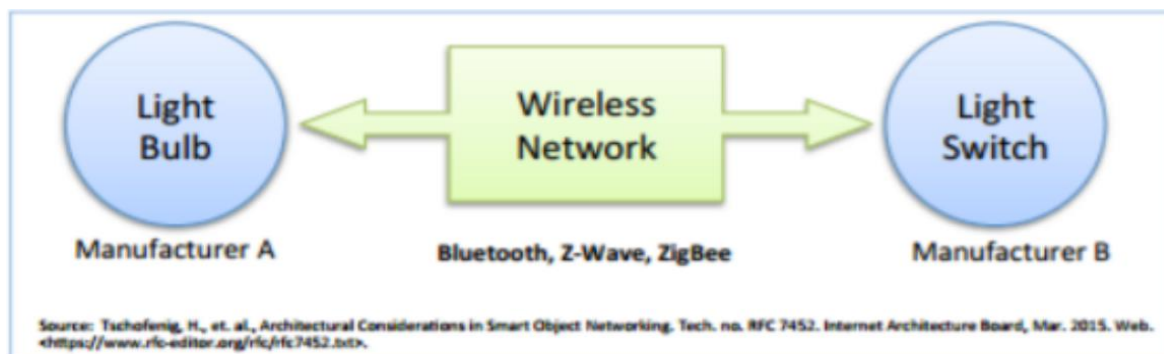 Light
Bulb
Wireless
Network
Light
Switch
Manufacturer A
Bluetooth, Z-Wave, ZigBee
Manufacturer B
Source: Tschofenig, H., et. al., Architectural Considerations in Smart Object Networking. Tech. no. RFC 7452. Internet Architecture Board, Mar. 2015. Web.
<https://www.rfc-editor.org/rfc/rfc7452.txt>.